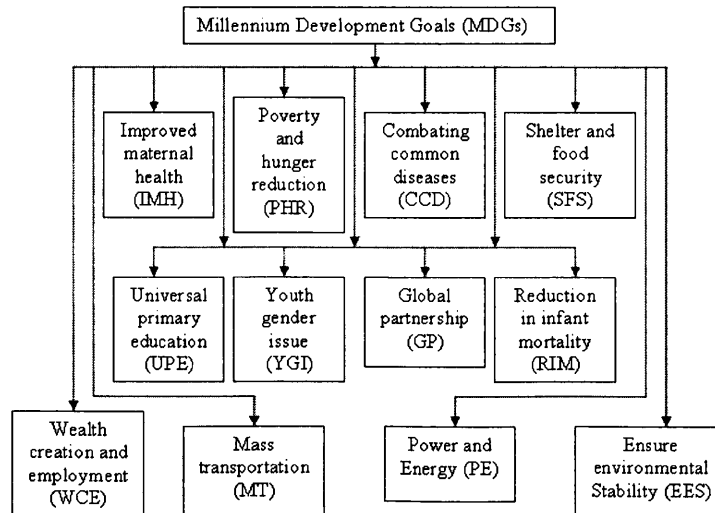 Millennium Development Goals (MDGs)
Improved
maternal
health
(IMH)
Poverty
and
hunger
reduction
(PHR)
Combating
common
diseases
(CCD)
Shelter and
food
security
(SFS)
Universal
primary
education
(UPE)
Youth
gender
issue
(YGI)
Global
partnership
(GP)
Reduction
in infant
mortality
(RIM)
Wealth
creation and
employment
(WCE)
Mass
transportation
(MT)
Power and
Energy (PE)
Ensure
environmental
Stability (EES)